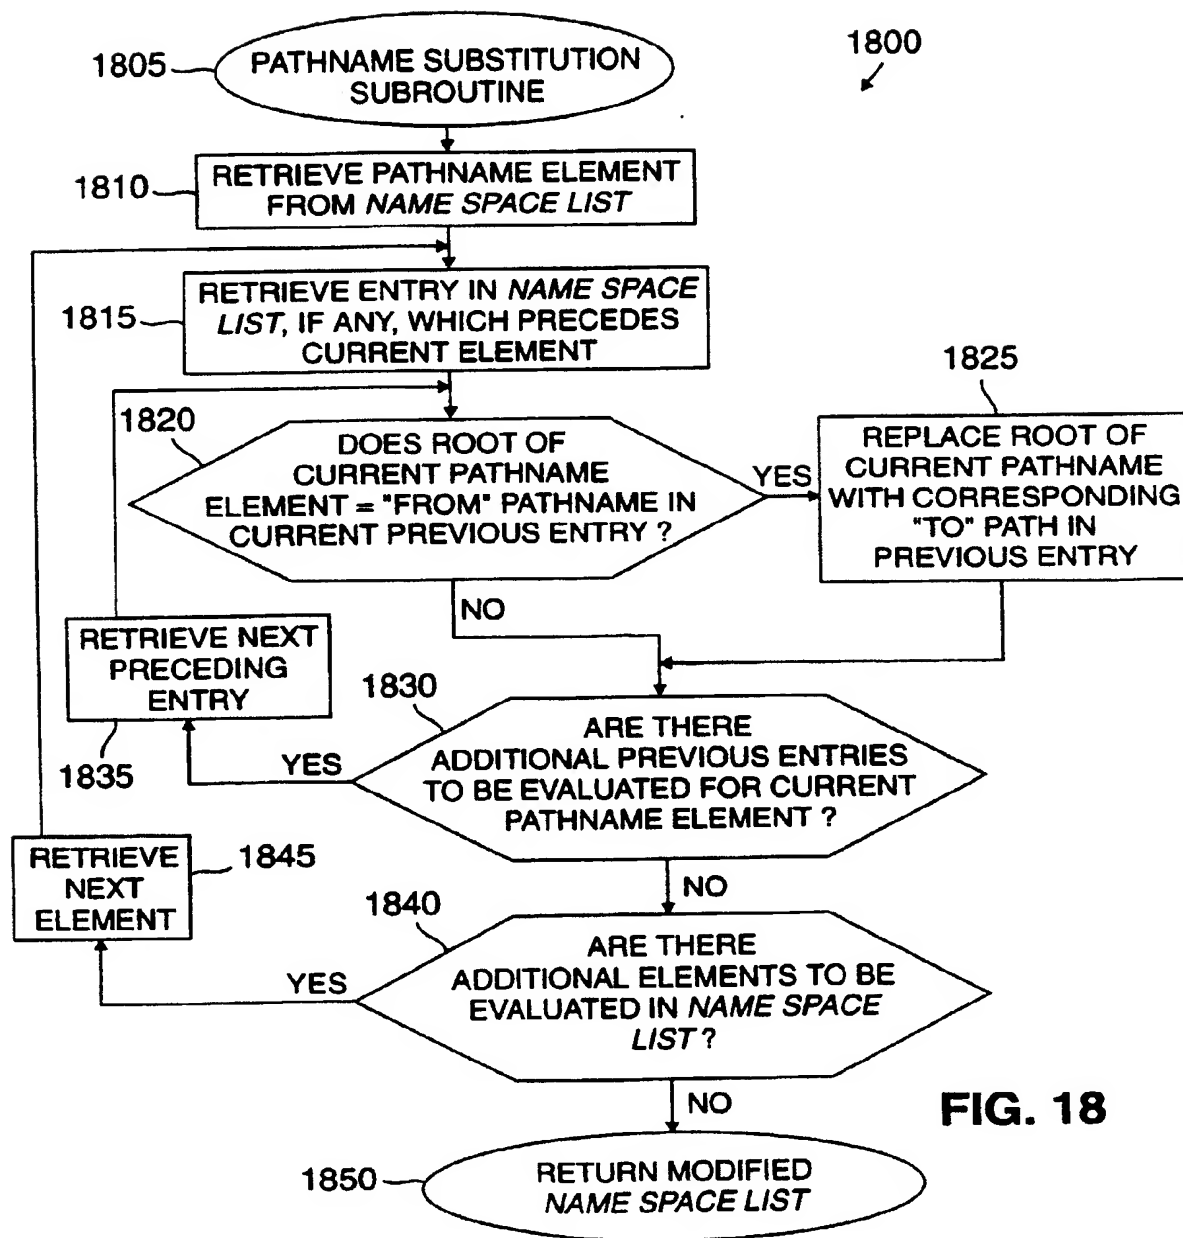 1800
1805
PATHNAME SUBSTITUTION
SUBROUTINE
1810
RETRIEVE PATHNAME ELEMENT
FROM NAME SPACE LIST
1815
RETRIEVE ENTRY IN NAME SPACE
LIST, IF ANY, WHICH PRECEDES
CURRENT ELEMENT
1820
DOES ROOT OF
CURRENT PATHNAME
ELEMENT = "FROM" PATHNAME IN
CURRENT PREVIOUS ENTRY ?
YES
1825
REPLACE ROOT OF
CURRENT PATHNAME
WITH CORRESPONDING
"TO" PATH IN
PREVIOUS ENTRY
NO
RETRIEVE NEXT
PRECEDING
ENTRY
1835
1830
ARE THERE
ADDITIONAL PREVIOUS ENTRIES
TO BE EVALUATED FOR CURRENT
PATHNAME ELEMENT ?
YES
NO
RETRIEVE
NEXT
ELEMENT
1845
1840
ARE THERE
ADDITIONAL ELEMENTS TO BE
EVALUATED IN NAME SPACE
LIST ?
YES
NO
FIG. 18
1850
RETURN MODIFIED
NAME SPACE LIST